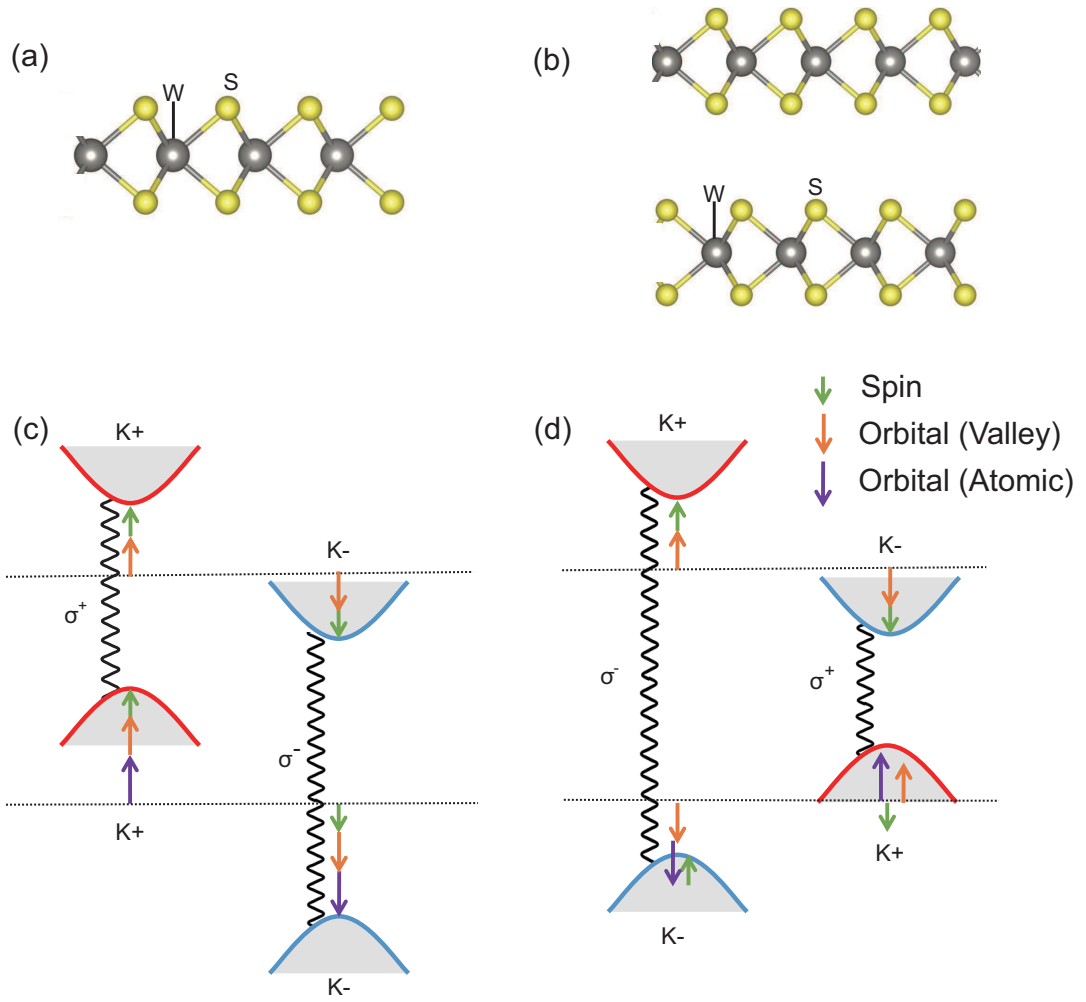 (a)
W
S
(b)
W
S
Spin
Orbital (Valley)
Orbital (Atomic)
(c)
K+
K-
σ+
σ-
K+
K-
(d)
K+
K-
σ-
σ+
K+
K-